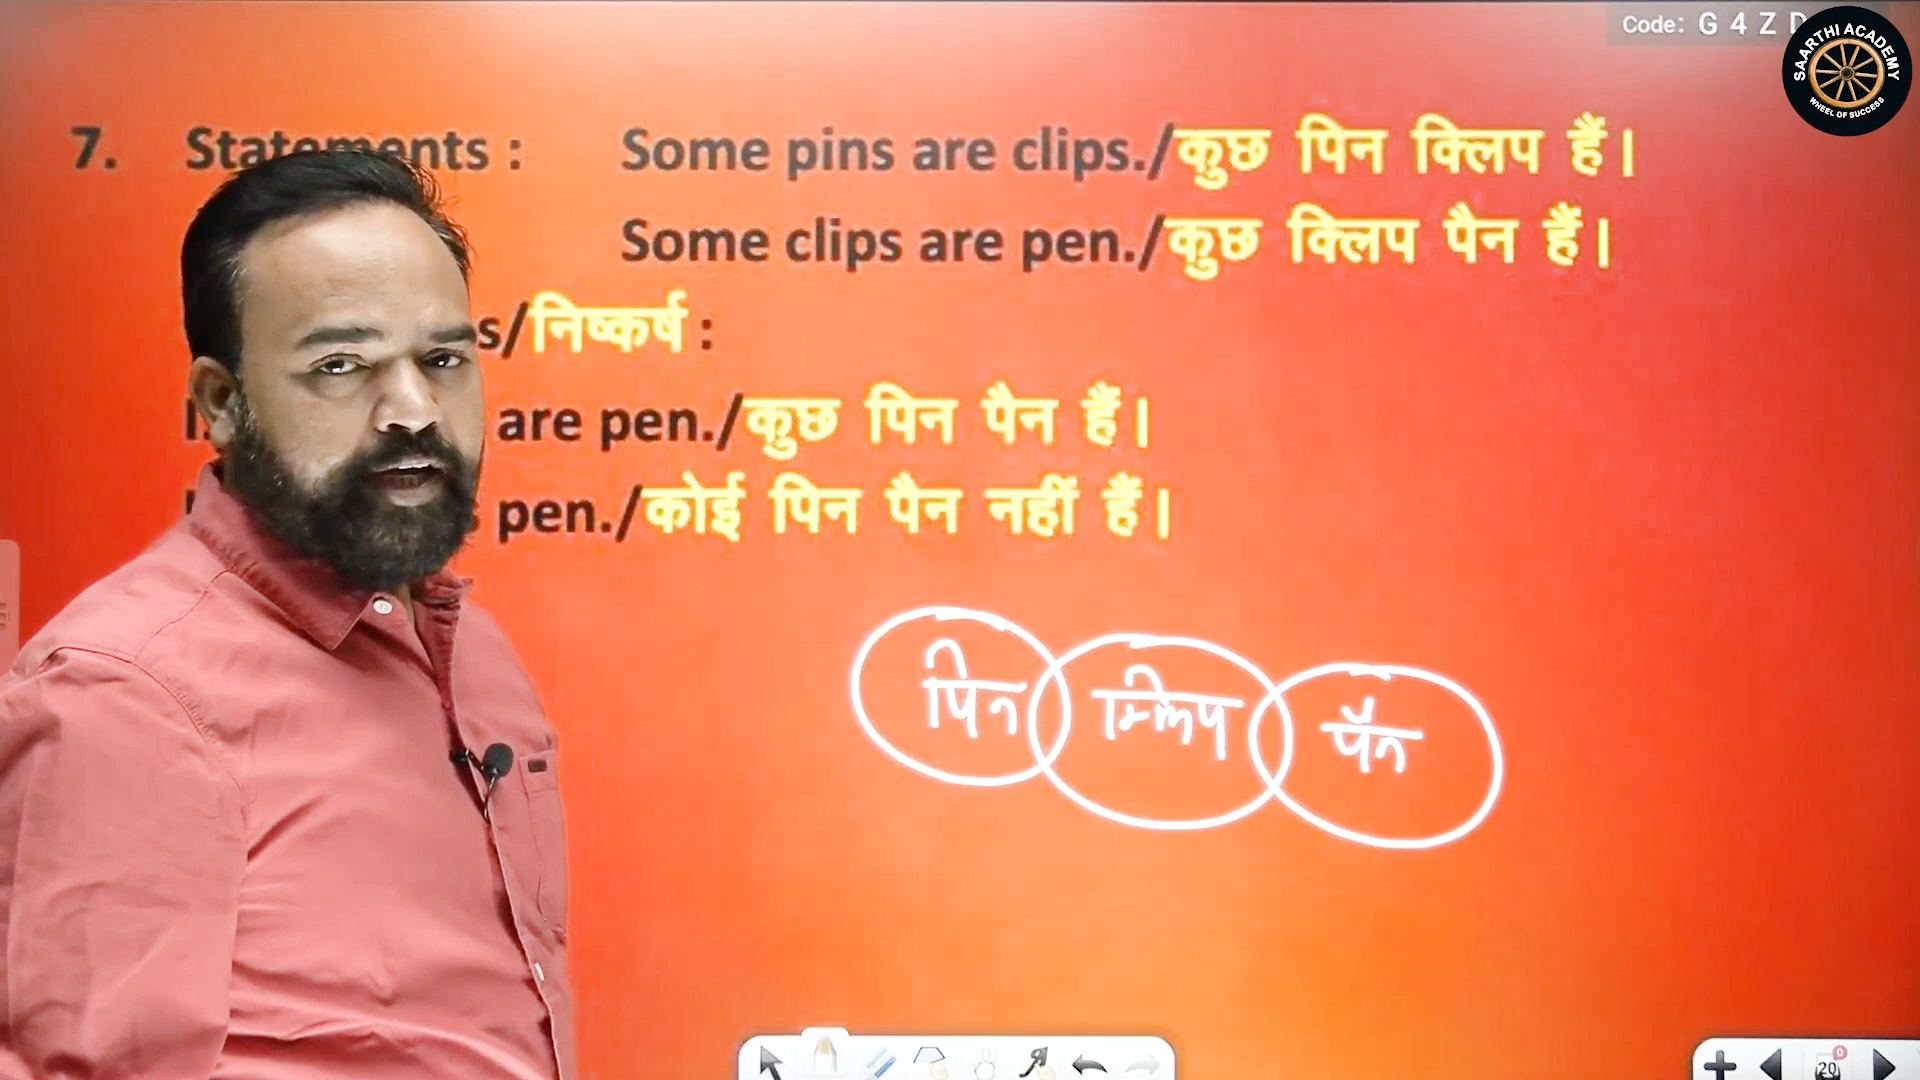 Code: G 4 Z
SAARTHI ACADEMY
WHEEL OF SUCCESS
7. Statements : Some pins are clips./कुछ पिन क्लिप हैं।
Some clips are pen./कुछ क्लिप पैन हैं।
s/निष्कर्ष :
I. are pen./कुछ पिन पैन हैं।
pen./कोई पिन पैन नहीं हैं।
पिन क्लिप पैन
20